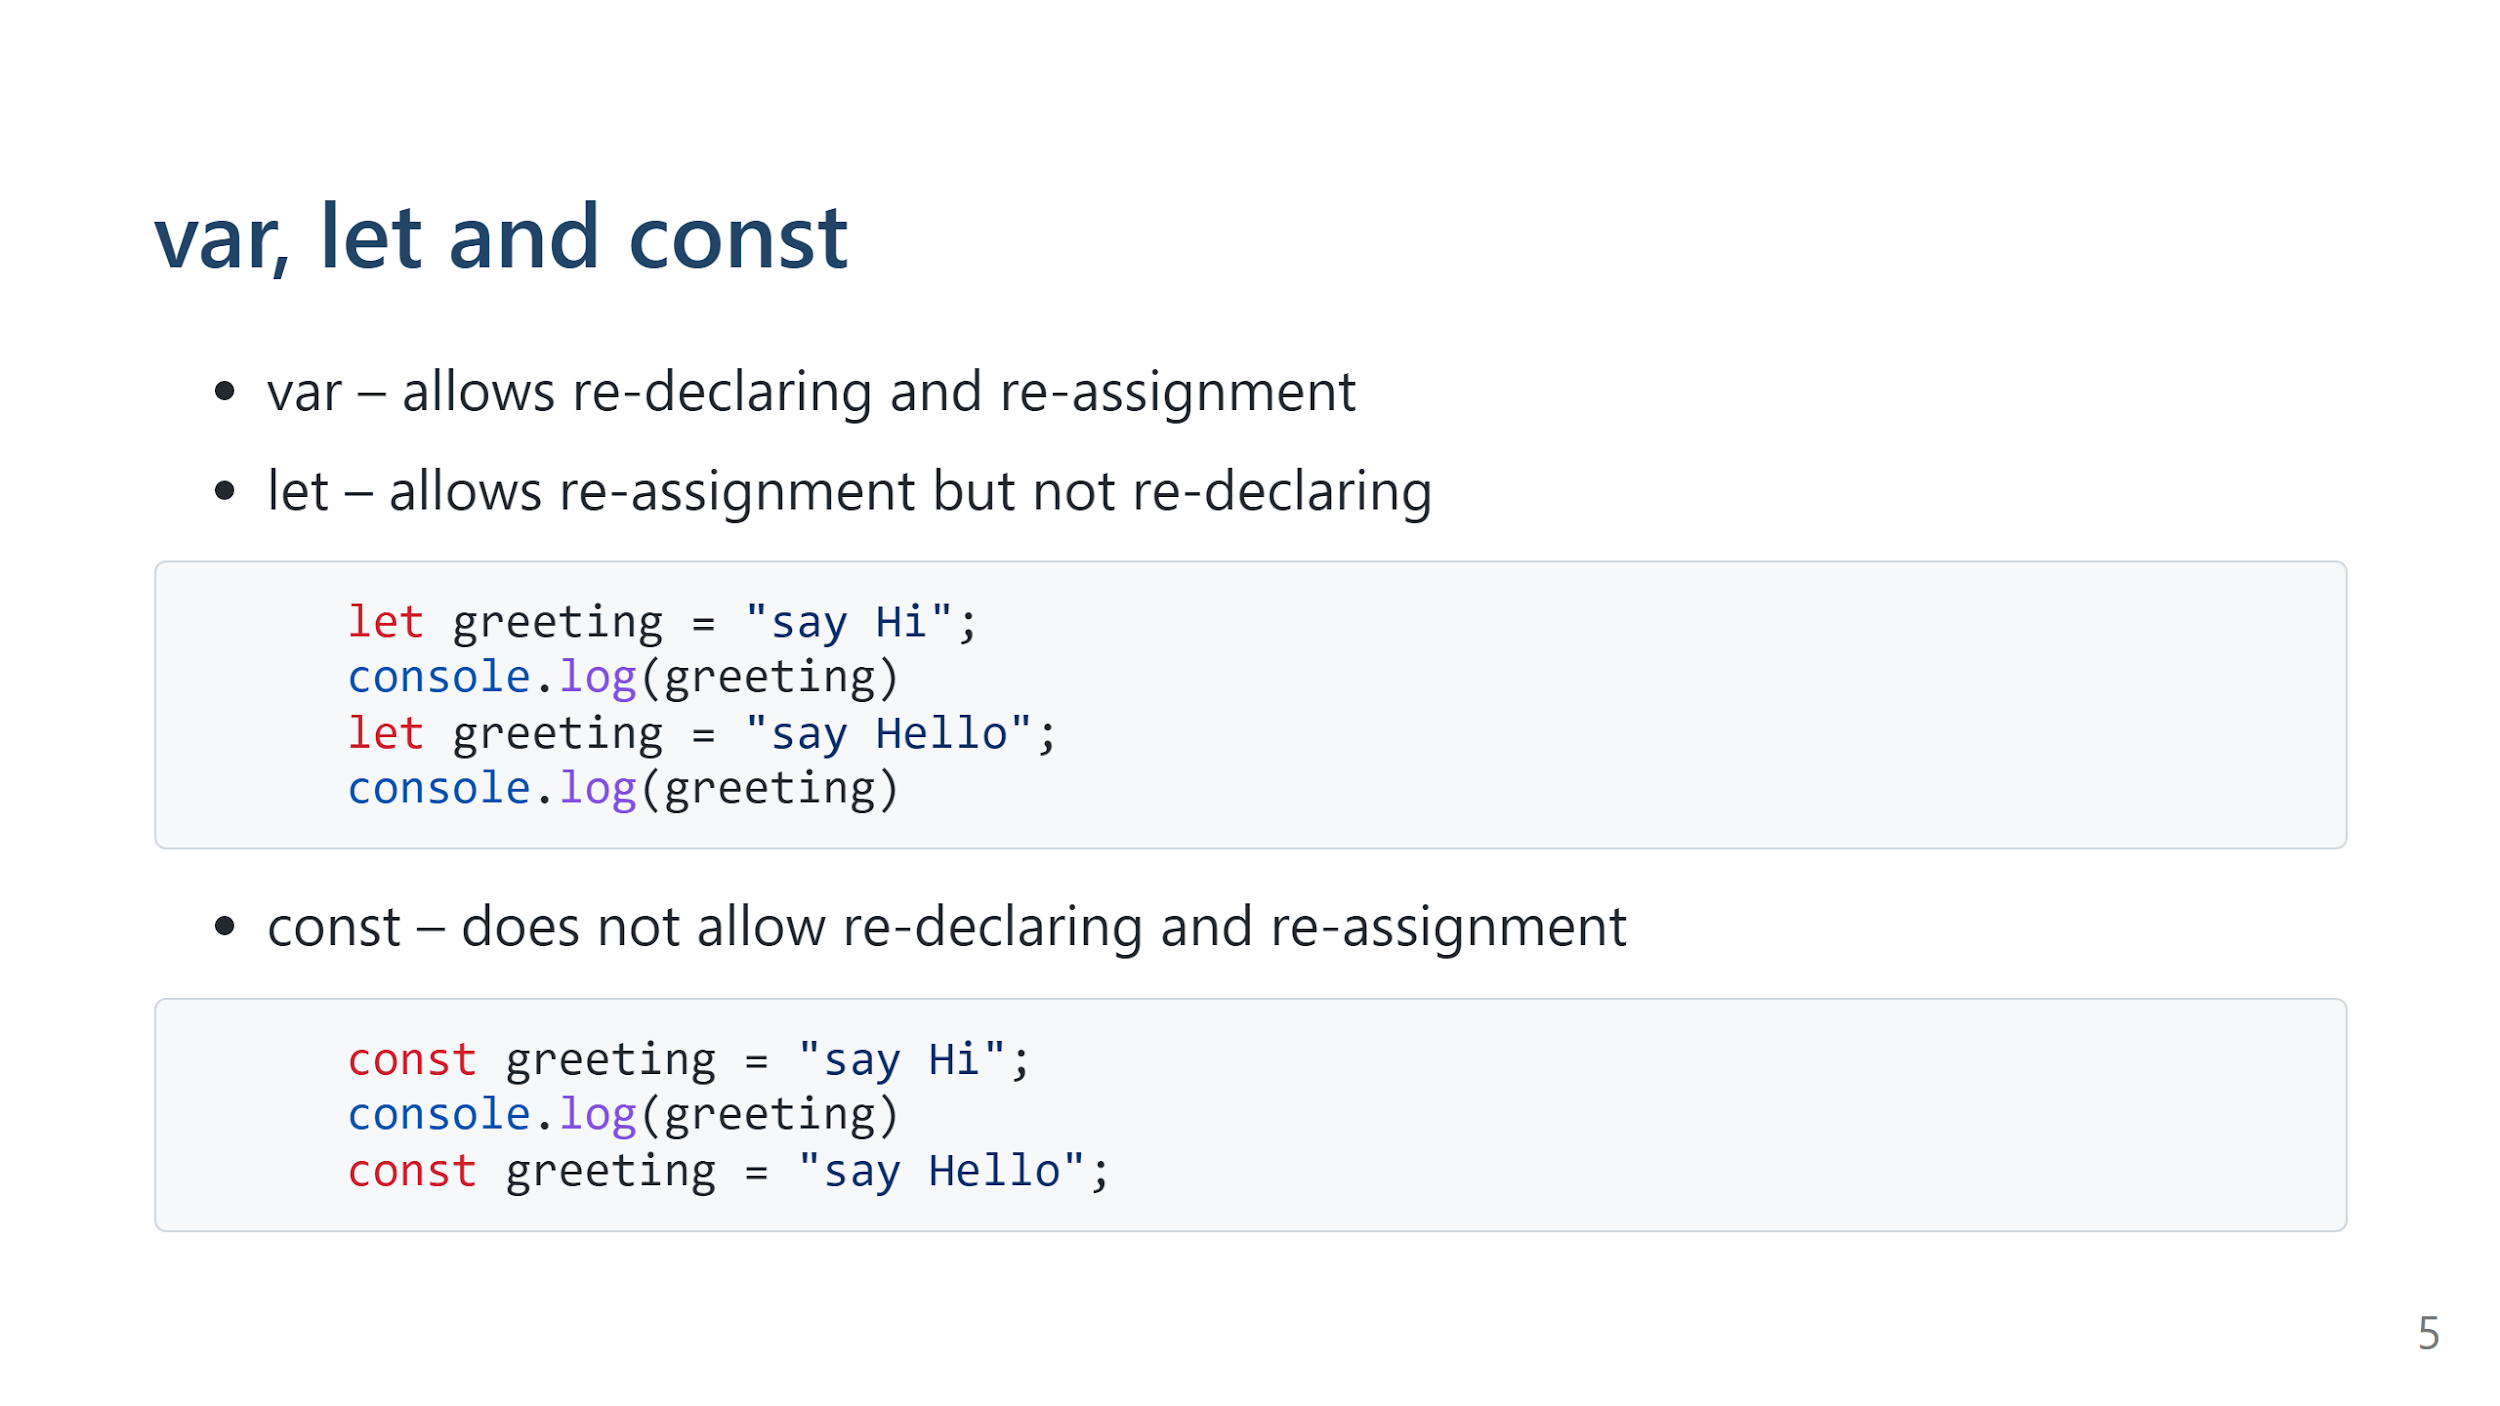 var, let and const
• var – allows re-declaring and re-assignment
• let – allows re-assignment but not re-declaring
let greeting = "say Hi";
console.log(greeting)
let greeting = "say Hello";
console.log(greeting)
• const – does not allow re-declaring and re-assignment
const greeting = "say Hi";
console.log(greeting)
const greeting = "say Hello";
5